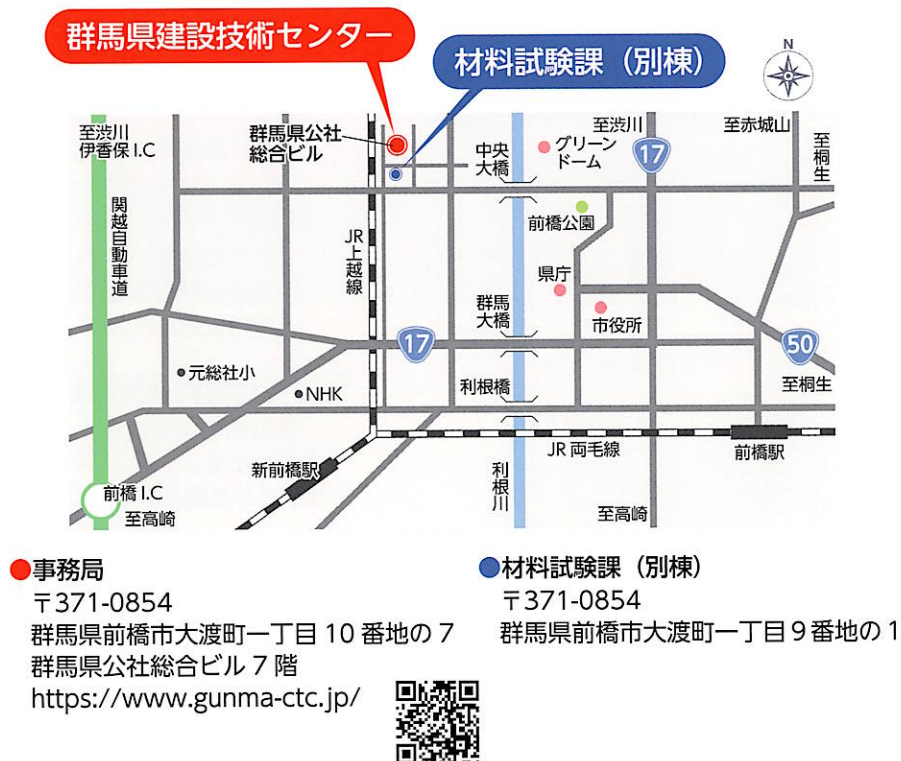 群馬県建設技術センター
材料試験課（別棟）
N
至渋川
伊香保 I.C
群馬県公社
総合ビル
中央
大橋
グリーン
ドーム
至渋川
17
至赤城山
至桐生
関越自動車道
JR上越線
前橋公園
県庁
群馬
大橋
市役所
17
50
元総社小
NHK
利根橋
至桐生
新前橋駅
JR 両毛線
前橋駅
前橋 I.C
至高崎
利根川
至高崎
●事務局
〒371-0854
群馬県前橋市大渡町一丁目 10 番地の 7
群馬県公社総合ビル 7 階
https://www.gunma-ctc.jp/
●材料試験課（別棟）
〒371-0854
群馬県前橋市大渡町一丁目 9 番地の 1